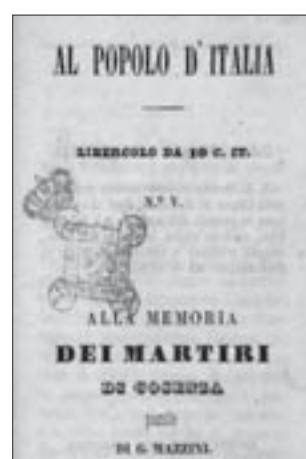 AL POPOLO D'ITALIA
LIBERCOLO DA 10 C. IT.
N.º V.
ALLA MEMORIA
DEI MARTIRI
DI COSENZA
DI G. MAZZINI.